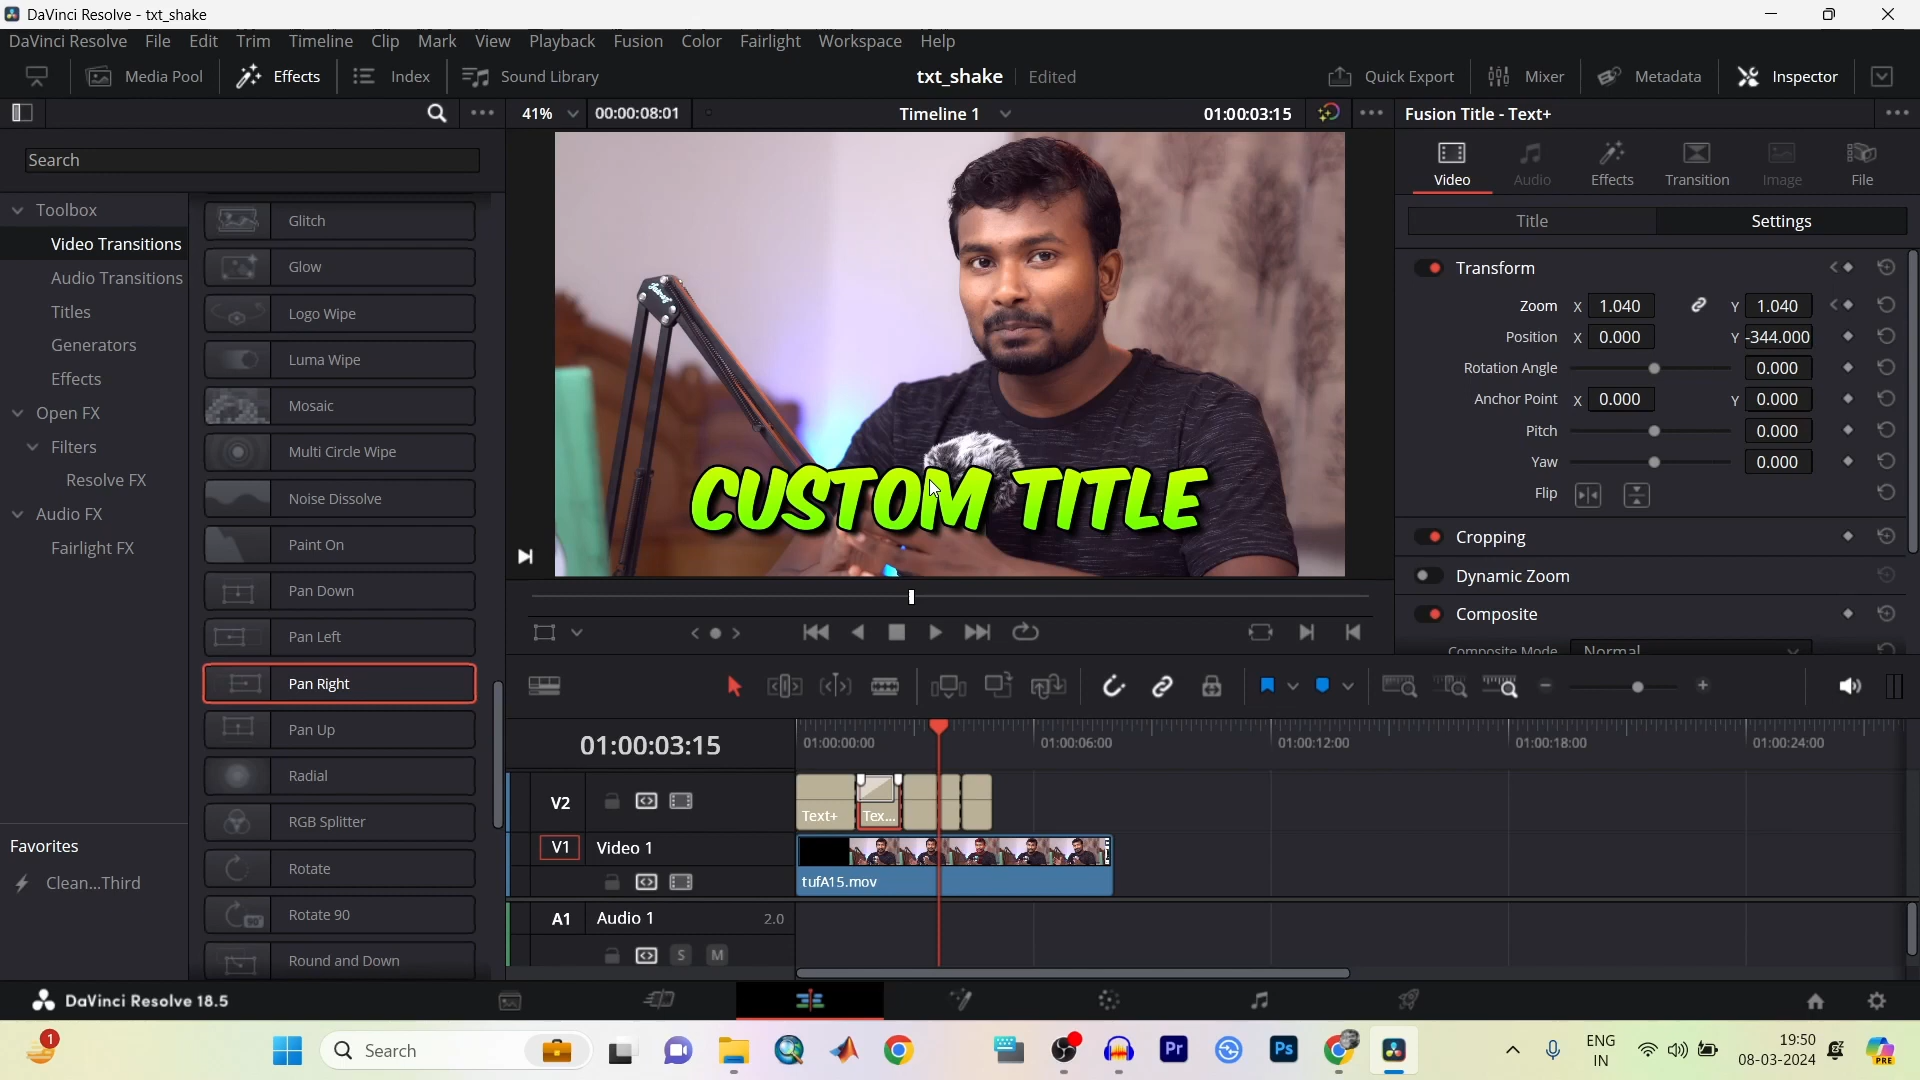 DaVinci Resolve - txt_shake
DaVinci Resolve File Edit Trim Timeline Clip Mark View Playback Fusion Color Fairlight Workspace Help
Media Pool Effects Index Sound Library txt_shake Edited Quick Export Mixer Metadata Inspector
41% 00:00:08:01 Timeline 1 01:00:03:15 Fusion Title - Text+
Search
Video Audio Effects Transition Image File
Title Settings
Toolbox
Video Transitions
Audio Transitions
Titles
Generators
Effects
Open FX
Filters
Resolve FX
Audio FX
Fairlight FX
Favorites
Clean...Third
Glitch
Glow
Logo Wipe
Luma Wipe
Mosaic
Multi Circle Wipe
Noise Dissolve
Paint On
Pan Down
Pan Left
Pan Right
Pan Up
Radial
RGB Splitter
Rotate
Rotate 90
Round and Down
CUSTOM TITLE
Transform
Zoom X 1.040 Y 1.040
Position X 0.000 Y -344.000
Rotation Angle 0.000
Anchor Point X 0.000 Y 0.000
Pitch 0.000
Yaw 0.000
Flip
Cropping
Dynamic Zoom
Composite
Composite Mode Normal
01:00:03:15 01:00:00:00 01:00:06:00 01:00:12:00 01:00:18:00 01:00:24:00
V2 Text+ Tex...
V1 Video 1
tufA15.mov
A1 Audio 1 2.0
S M
DaVinci Resolve 18.5
1 Search Pr Ps ENG
IN 19:50
08-03-2024 PRE